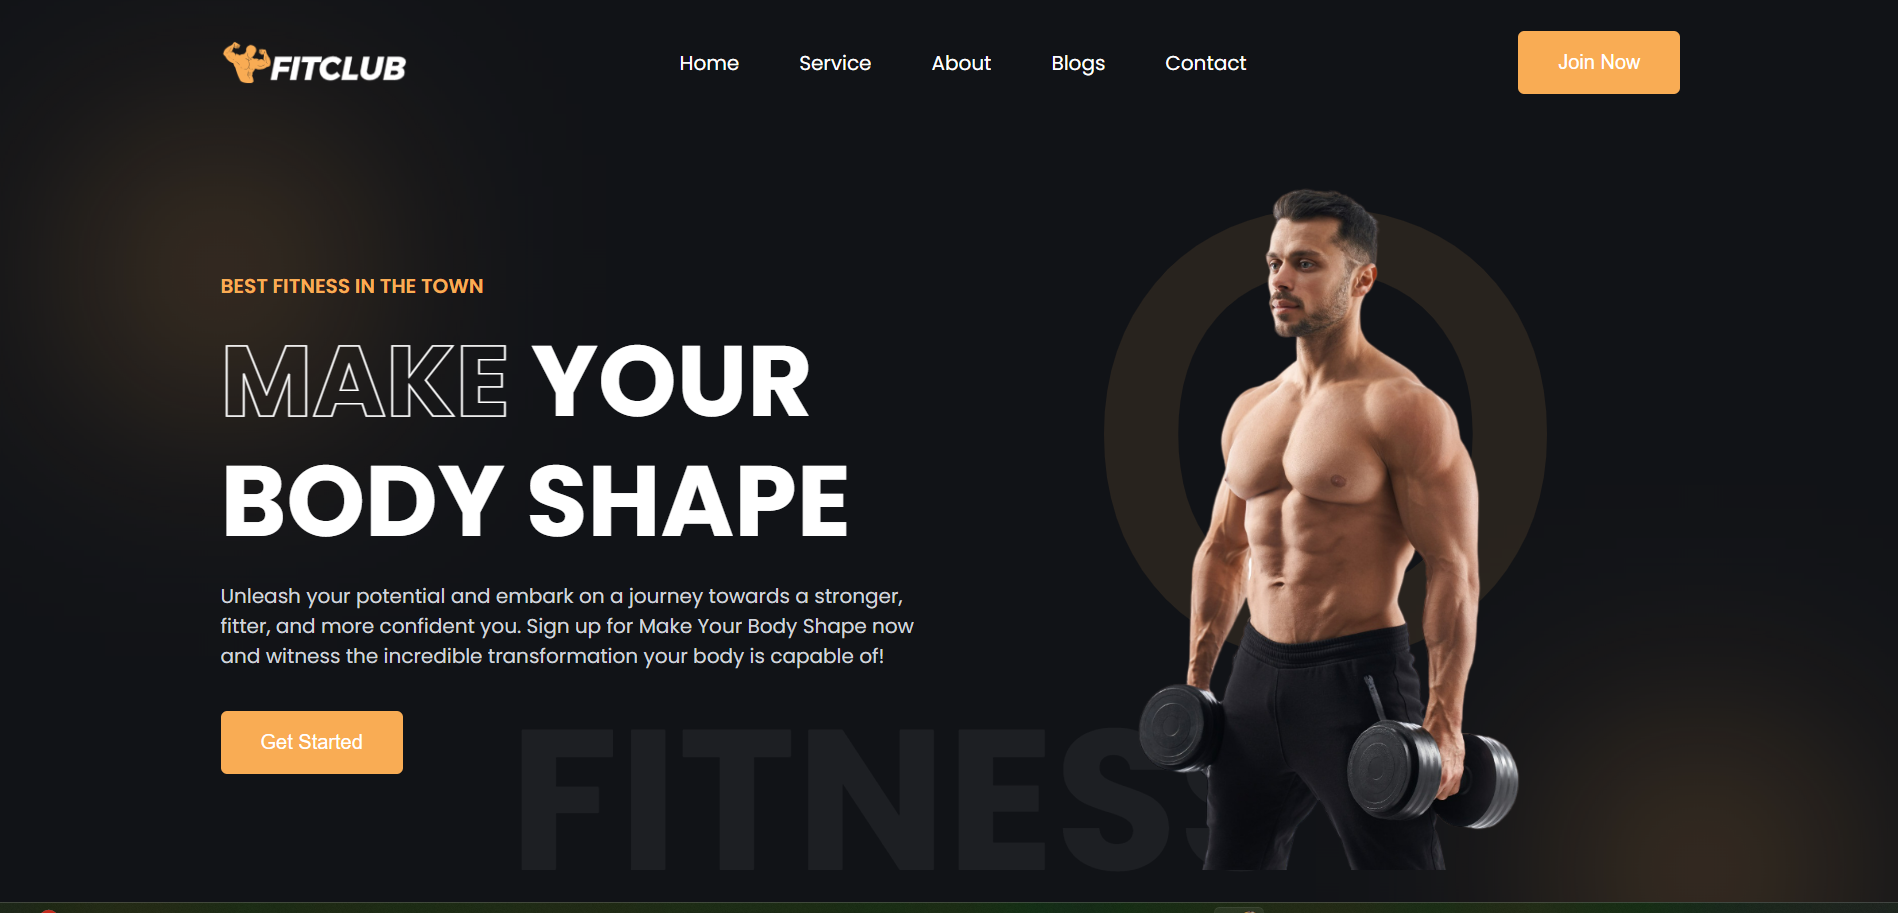 FITCLUB
Home
Service
About
Blogs
Contact
Join Now
BEST FITNESS IN THE TOWN
MAKE YOUR
BODY SHAPE
Unleash your potential and embark on a journey towards a stronger,
fitter, and more confident you. Sign up for Make Your Body Shape now
and witness the incredible transformation your body is capable of!
Get Started
FITNESS